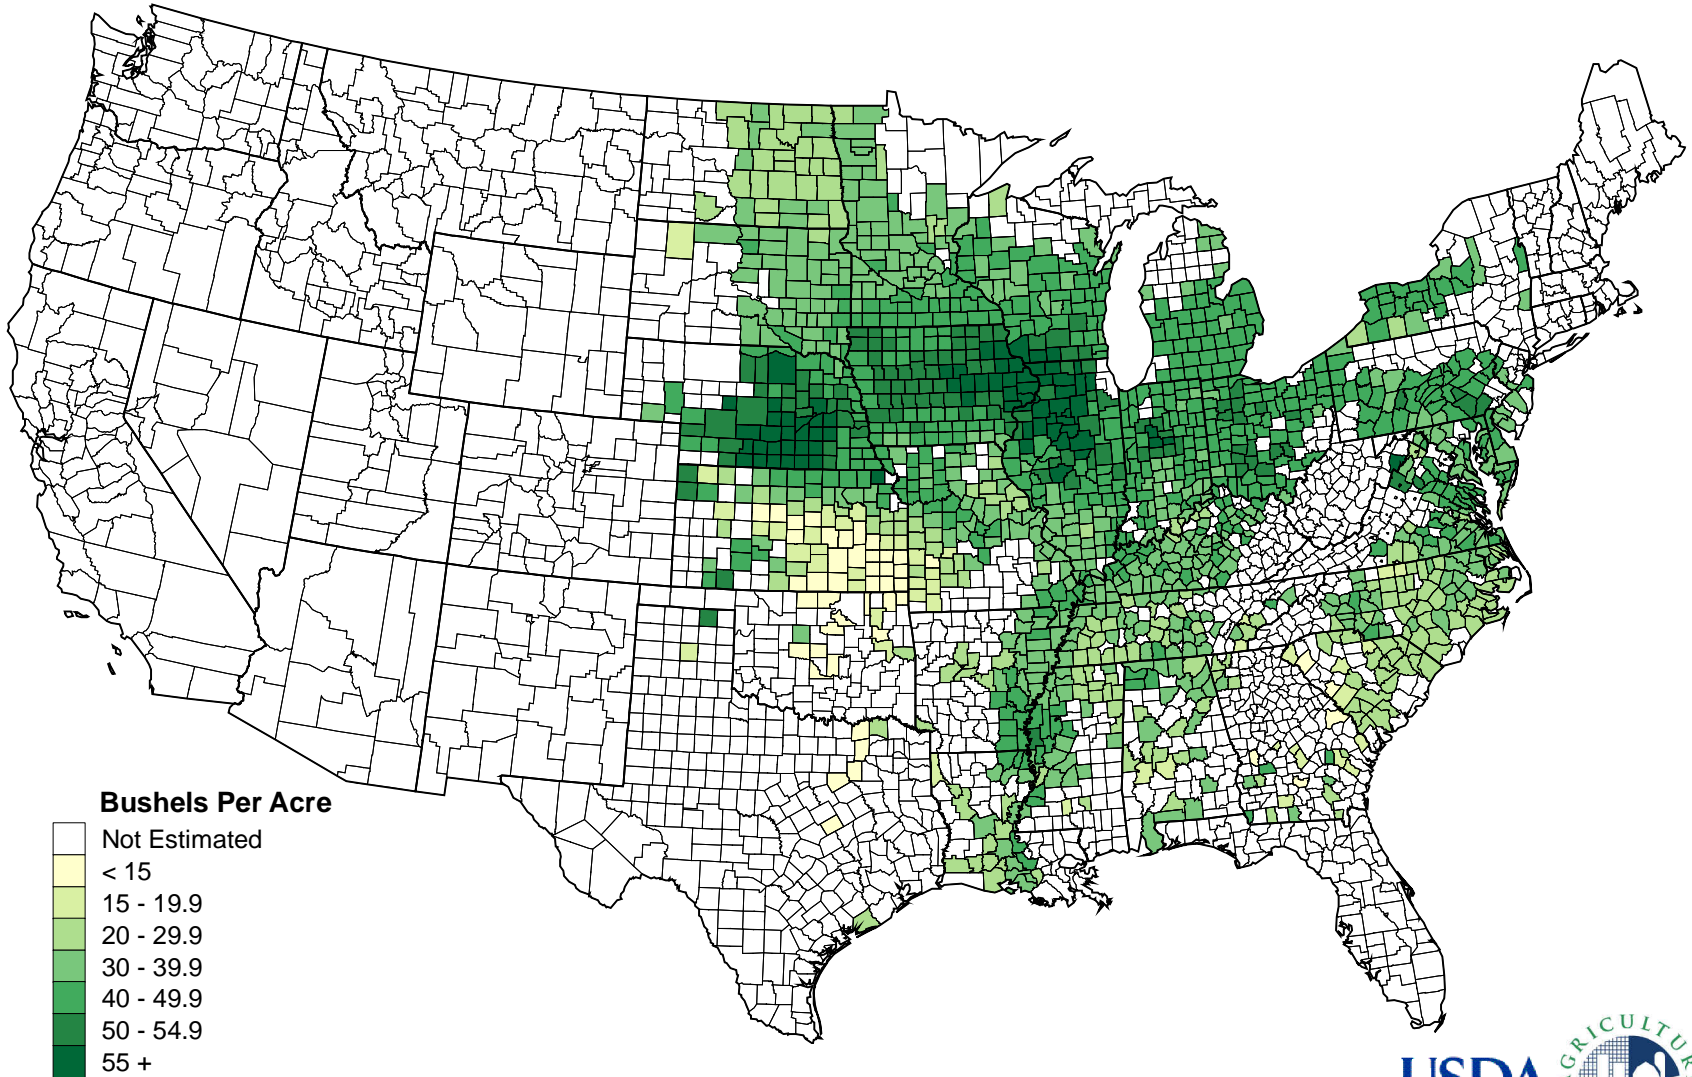 Bushels Per Acre
Not Estimated
< 15
15 - 19.9
20 - 29.9
30 - 39.9
40 - 49.9
50 - 54.9
55 +
USDA
GRICULTUR